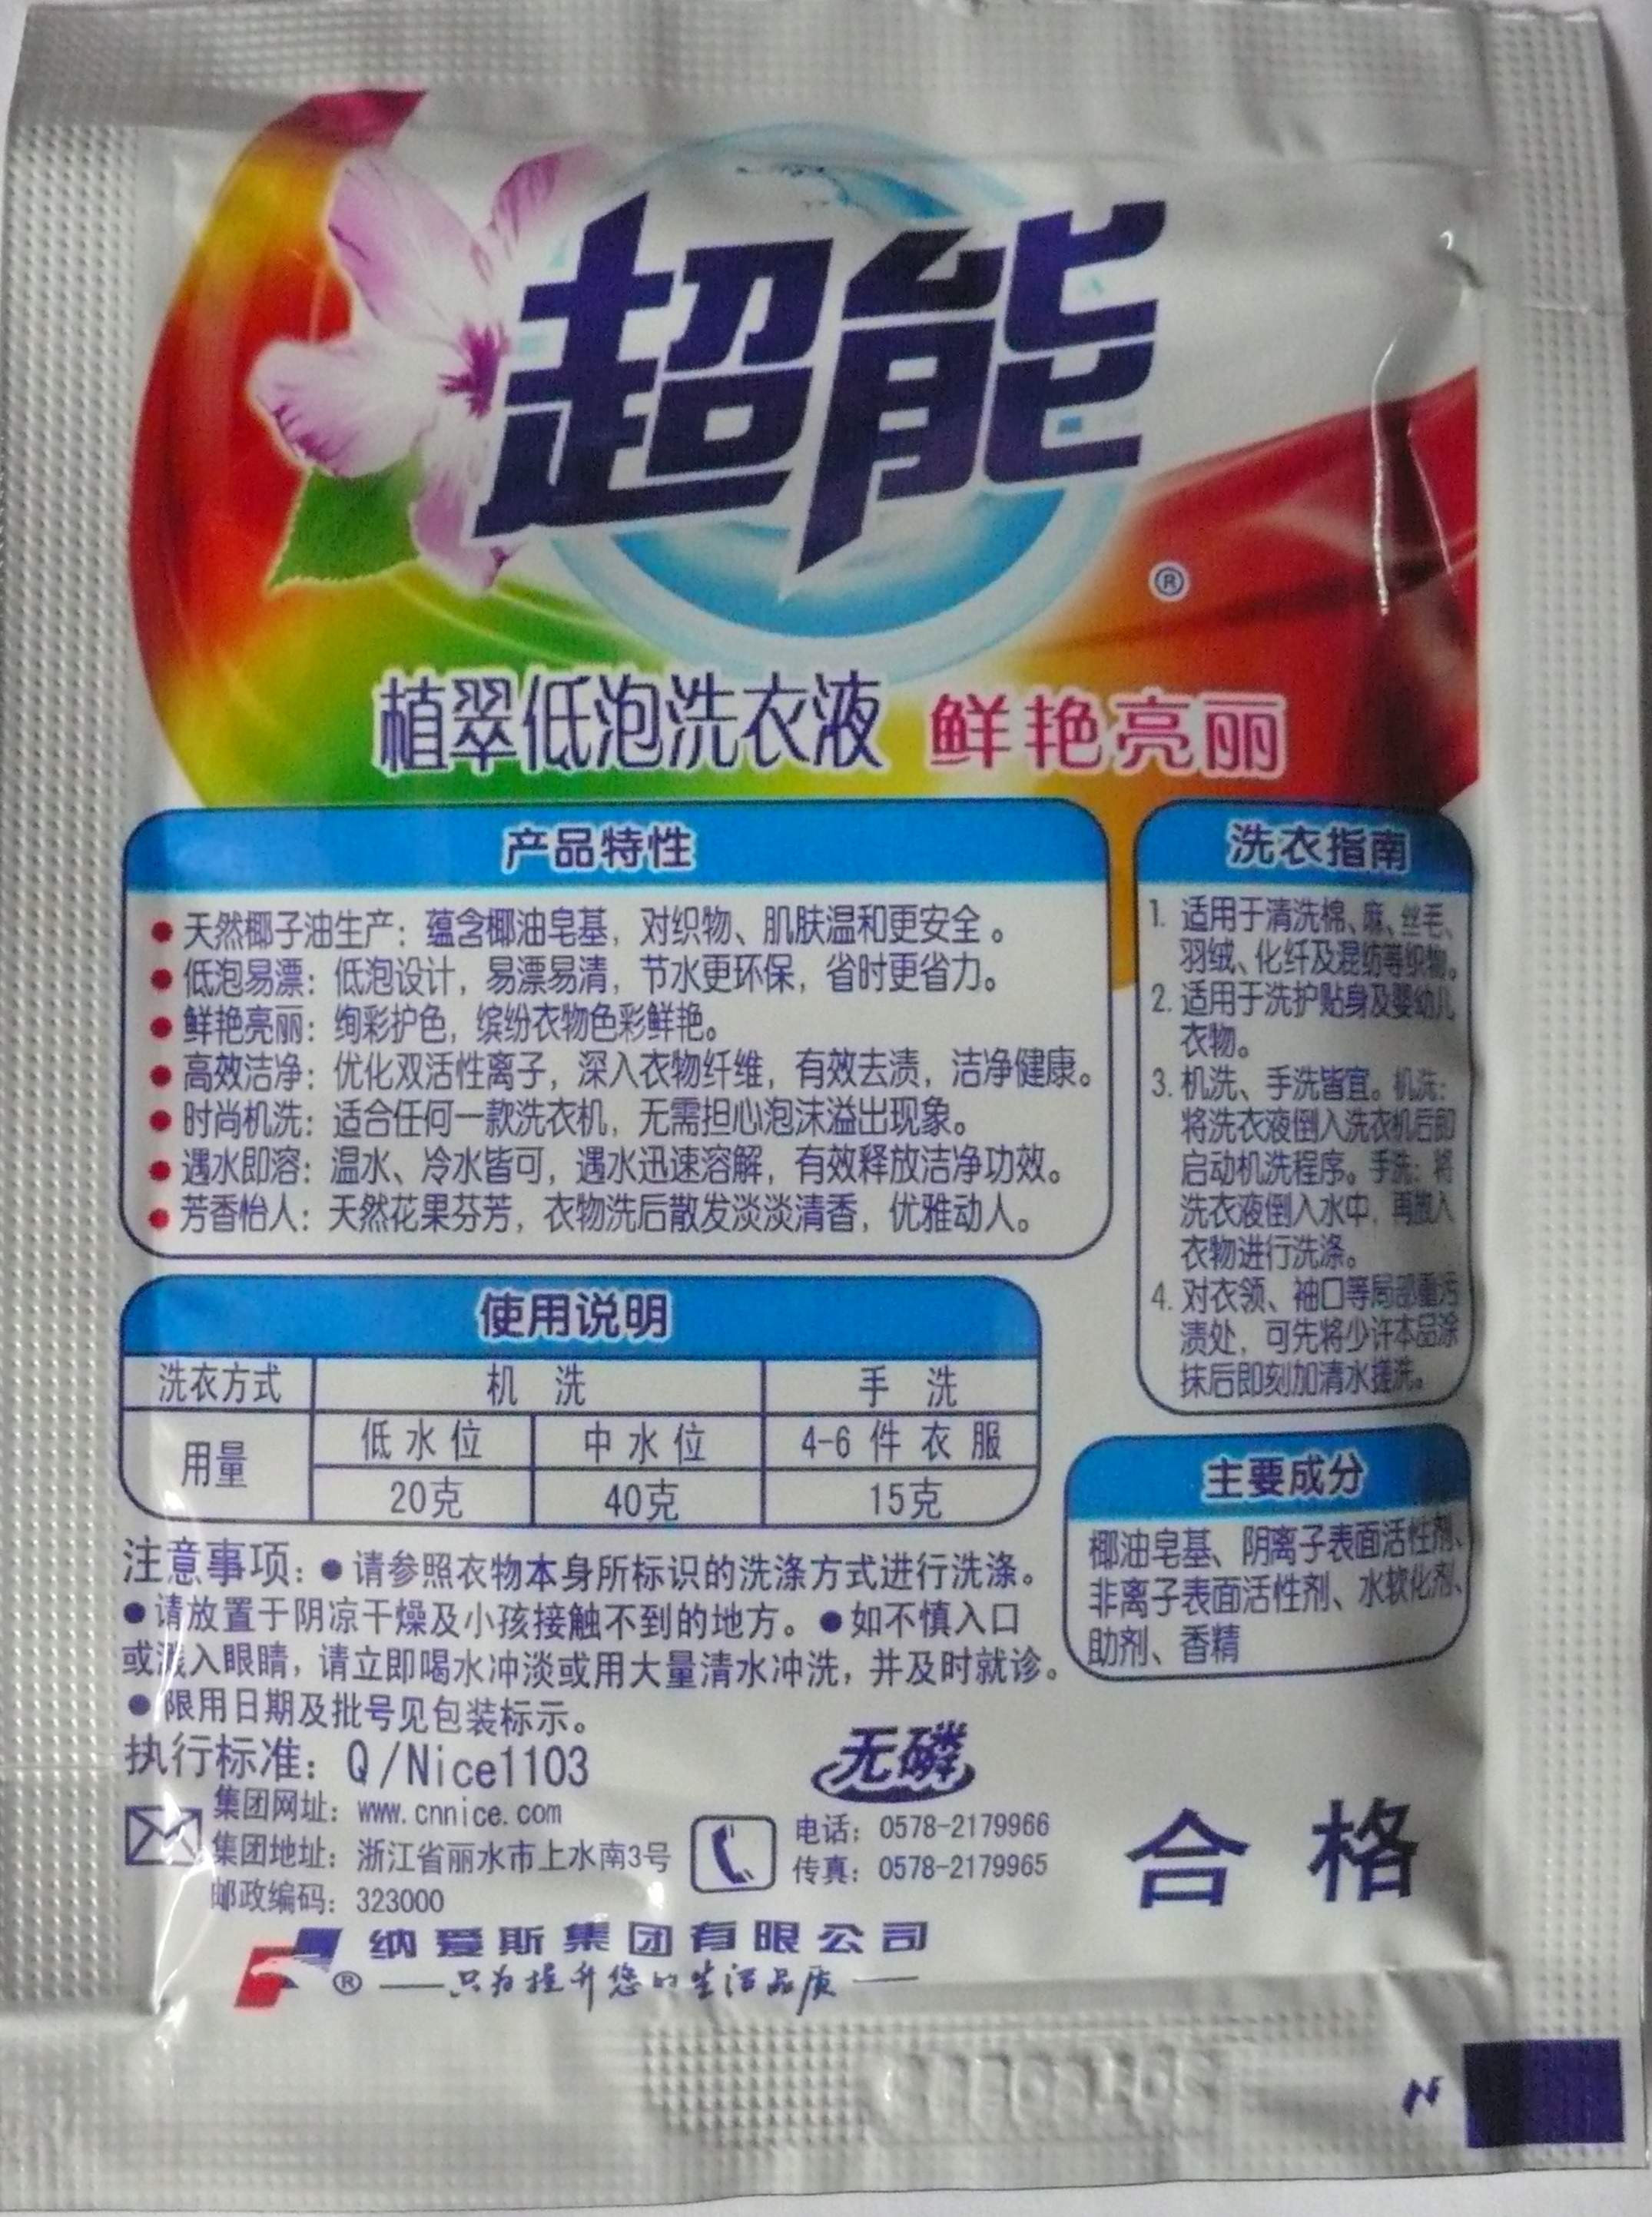 超能
®
植翠低泡洗衣液 鲜艳亮丽
产品特性
● 天然椰子油生产：蕴含椰油皂基，对织物、肌肤温和更安全。
● 低泡易漂：低泡设计，易漂易清，节水更环保，省时更省力。
● 鲜艳亮丽：绚彩护色，缤纷衣物色彩鲜艳。
● 高效洁净：优化双活性离子，深入衣物纤维，有效去渍，洁净健康。
● 时尚机洗：适合任何一款洗衣机，无需担心泡沫溢出现象。
● 遇水即溶：温水、冷水皆可，遇水迅速溶解，有效释放洁净功效。
● 芳香怡人：天然花果芬芳，衣物洗后散发淡淡清香，优雅动人。
洗衣指南
1. 适用于清洗棉、麻、丝毛、
羽绒、化纤及混纺等织物。
2. 适用于洗护贴身及婴幼儿
衣物。
3. 机洗、手洗皆宜。机洗：
将洗衣液倒入洗衣机后即
启动机洗程序。手洗：将
洗衣液倒入水中，再放入
衣物进行洗涤。
4. 对衣领、袖口等局部重污
渍处，可先将少许本品涂
抹后即刻加清水搓洗。
使用说明
洗衣方式 机 洗 手 洗
用量 低水位 中水位 4-6件衣服
20克 40克 15克
主要成分
椰油皂基、阴离子表面活性剂、
非离子表面活性剂、水软化剂、
助剂、香精
注意事项：● 请参照衣物本身所标识的洗涤方式进行洗涤。
● 请放置于阴凉干燥及小孩接触不到的地方。● 如不慎入口
或溅入眼睛，请立即喝水冲淡或用大量清水冲洗，并及时就诊。
● 限用日期及批号见包装标示。
执行标准：Q/Nice1103
无磷
集团网址：www.cnnice.com
集团地址：浙江省丽水市上水南3号
邮政编码：323000
电话：0578-2179966
传真：0578-2179965
合格
纳爱斯集团有限公司
® ——只为提升您的生活品质——